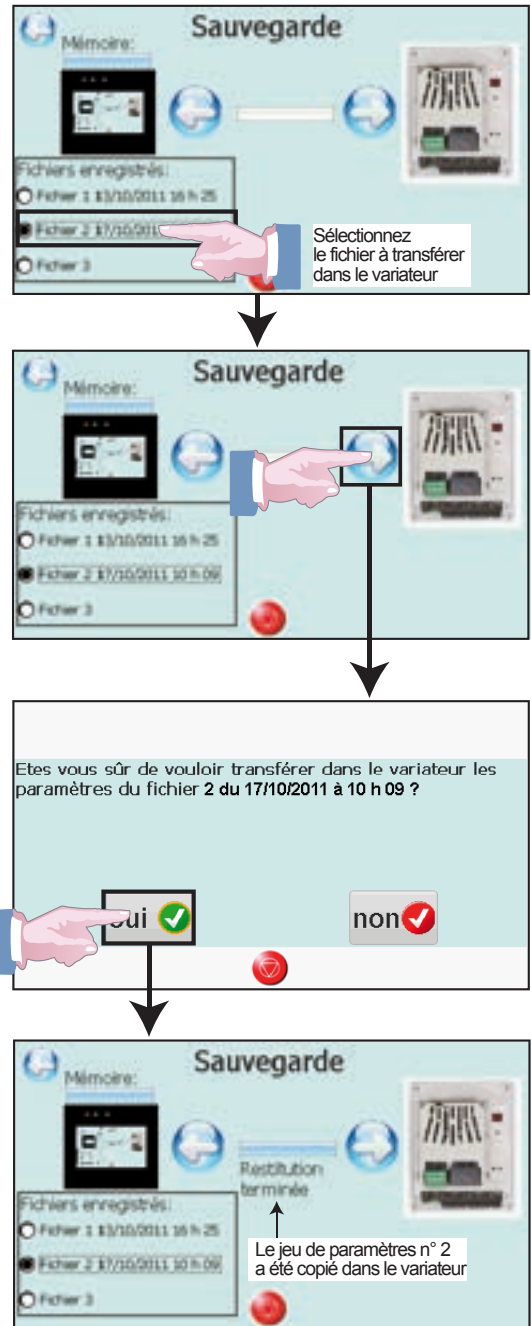 Sauvegarde
Mémoire:
Fichiers enregistrés:
Fichier 1 13/10/2011 16 h 25
Fichier 2 17/10/201
Fichier 3
Sélectionnez
le fichier à transférer
dans le variateur
Sauvegarde
Mémoire:
Fichiers enregistrés:
Fichier 1 13/10/2011 16 h 25
Fichier 2 17/10/2011 10 h 09
Fichier 3
Etes vous sûr de vouloir transférer dans le variateur les
paramètres du fichier 2 du 17/10/2011 à 10 h 09 ?
oui
non
Sauvegarde
Mémoire:
Restitution
terminée
Fichiers enregistrés:
Fichier 1 13/10/2011 16 h 25
Fichier 2 17/10/2011 10 h 09
Fichier 3
Le jeu de paramètres n° 2
a été copié dans le variateur